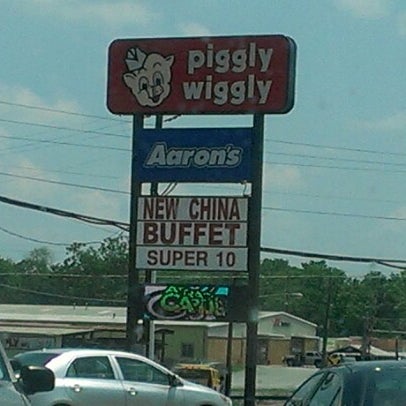 piggly
wiggly
Aaron's
NEW CHINA
BUFFET
SUPER 10